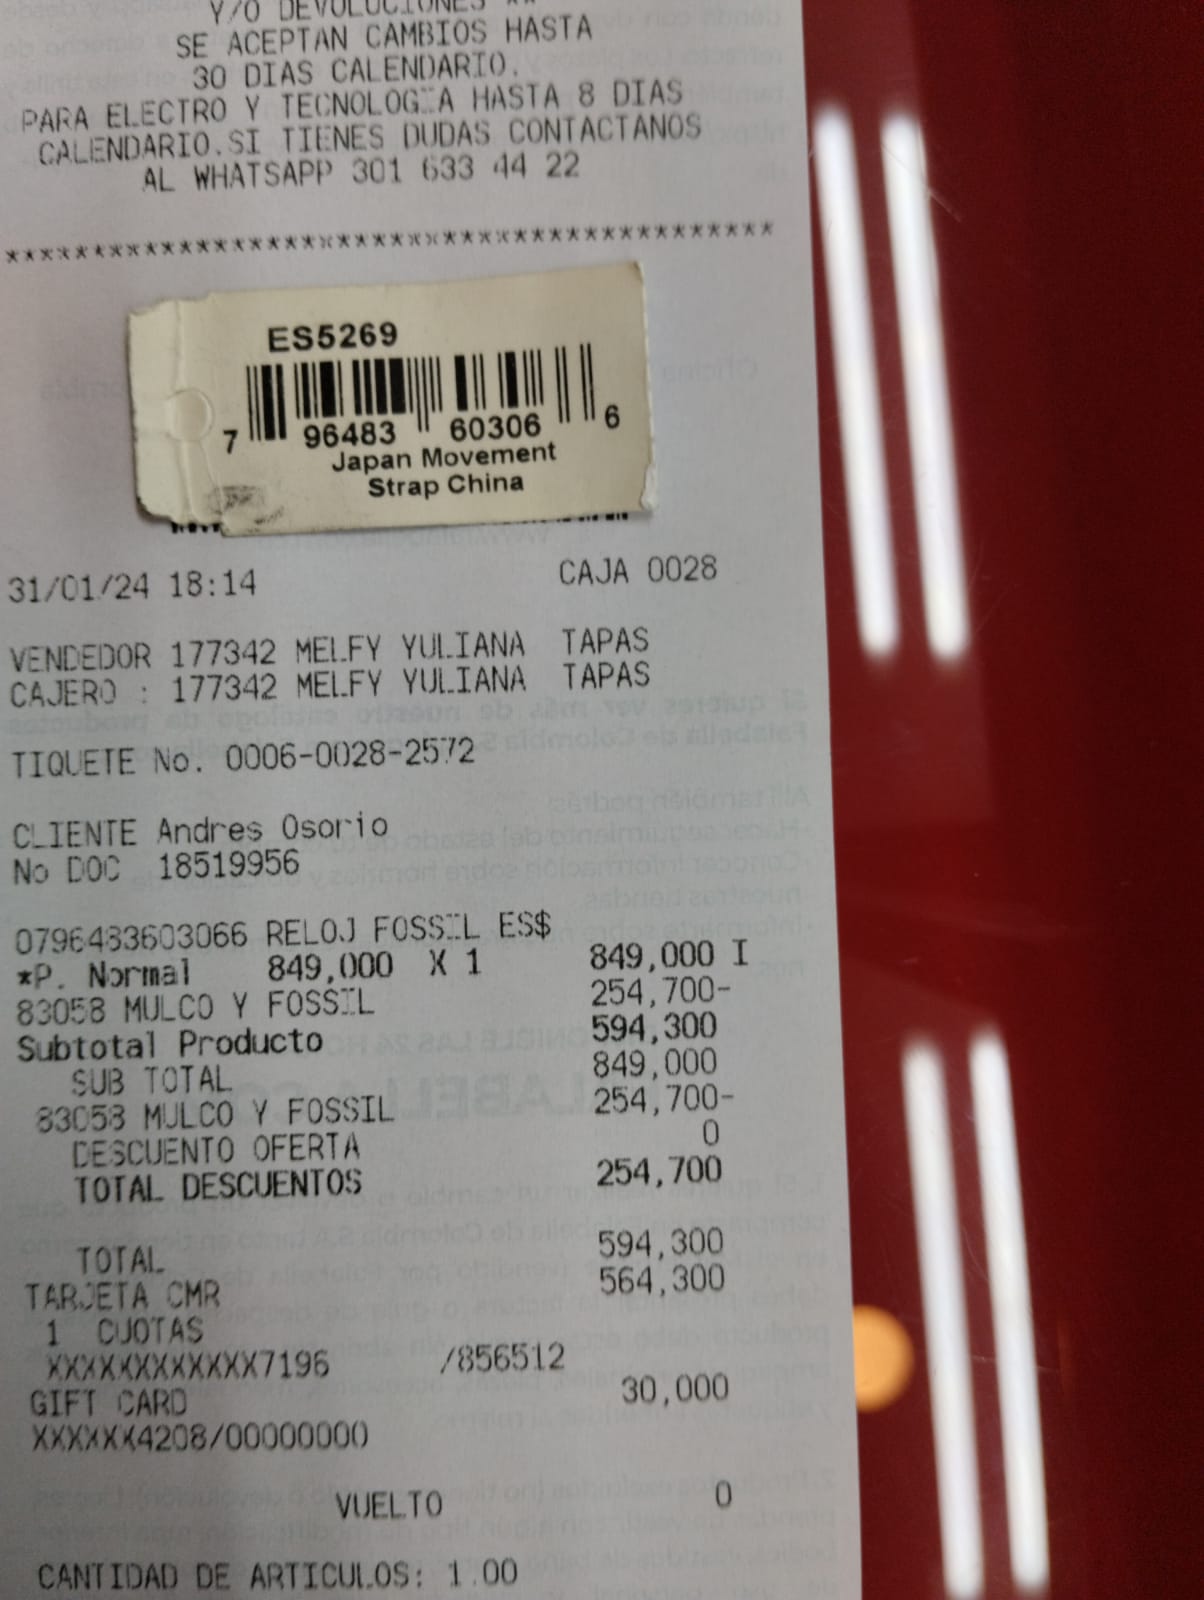 Y/O DEVOLUCIONES **
SE ACEPTAN CAMBIOS HASTA
30 DIAS CALENDARIO.
PARA ELECTRO Y TECNOLOGIA HASTA 8 DIAS
CALENDARIO.SI TIENES DUDAS CONTACTANOS
AL WHATSAPP 301 633 44 22
*********************************************
ES5269
7 96483 60306 6
Japan Movement
Strap China
31/01/24 18:14 CAJA 0028
VENDEDOR 177342 MELFY YULIANA TAPAS
CAJERO : 177342 MELFY YULIANA TAPAS
TIQUETE No. 0006-0028-2572
CLIENTE Andres Osorio
No DOC 18519956
0796483603066 RELOJ FOSSIL ES$
*P. Normal 849,000 X 1 849,000 I
83058 MULCO Y FOSSIL 254,700-
Subtotal Producto 594,300
SUB TOTAL 849,000
83058 MULCO Y FOSSIL 254,700-
DESCUENTO OFERTA 0
TOTAL DESCUENTOS 254,700
TOTAL 594,300
TARJETA CMR 564,300
1 CUOTAS
XXXXXXXXXXXX7196 /856512
GIFT CARD 30,000
XXXXXX4208/00000000
VUELTO 0
CANTIDAD DE ARTICULOS: 1.00